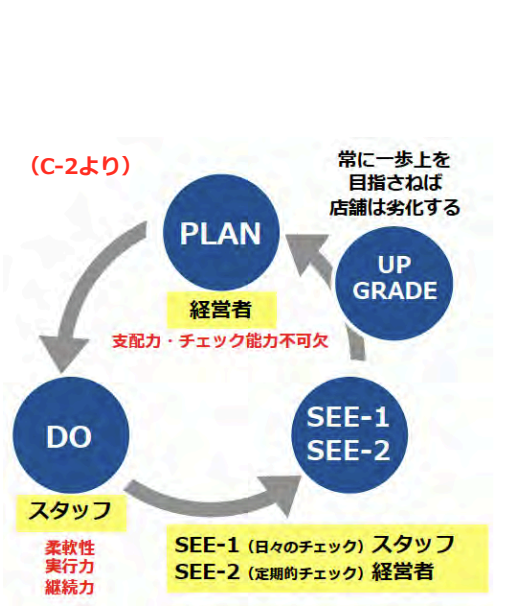 （C-2より）
常に一歩上を
目指さねば
店舗は劣化する
PLAN
UP
GRADE
経営者
支配力・チェック能力不可欠
DO
SEE-1
SEE-2
スタッフ
柔軟性
実行力
継続力
SEE-1（日々のチェック）スタッフ
SEE-2（定期的チェック）経営者